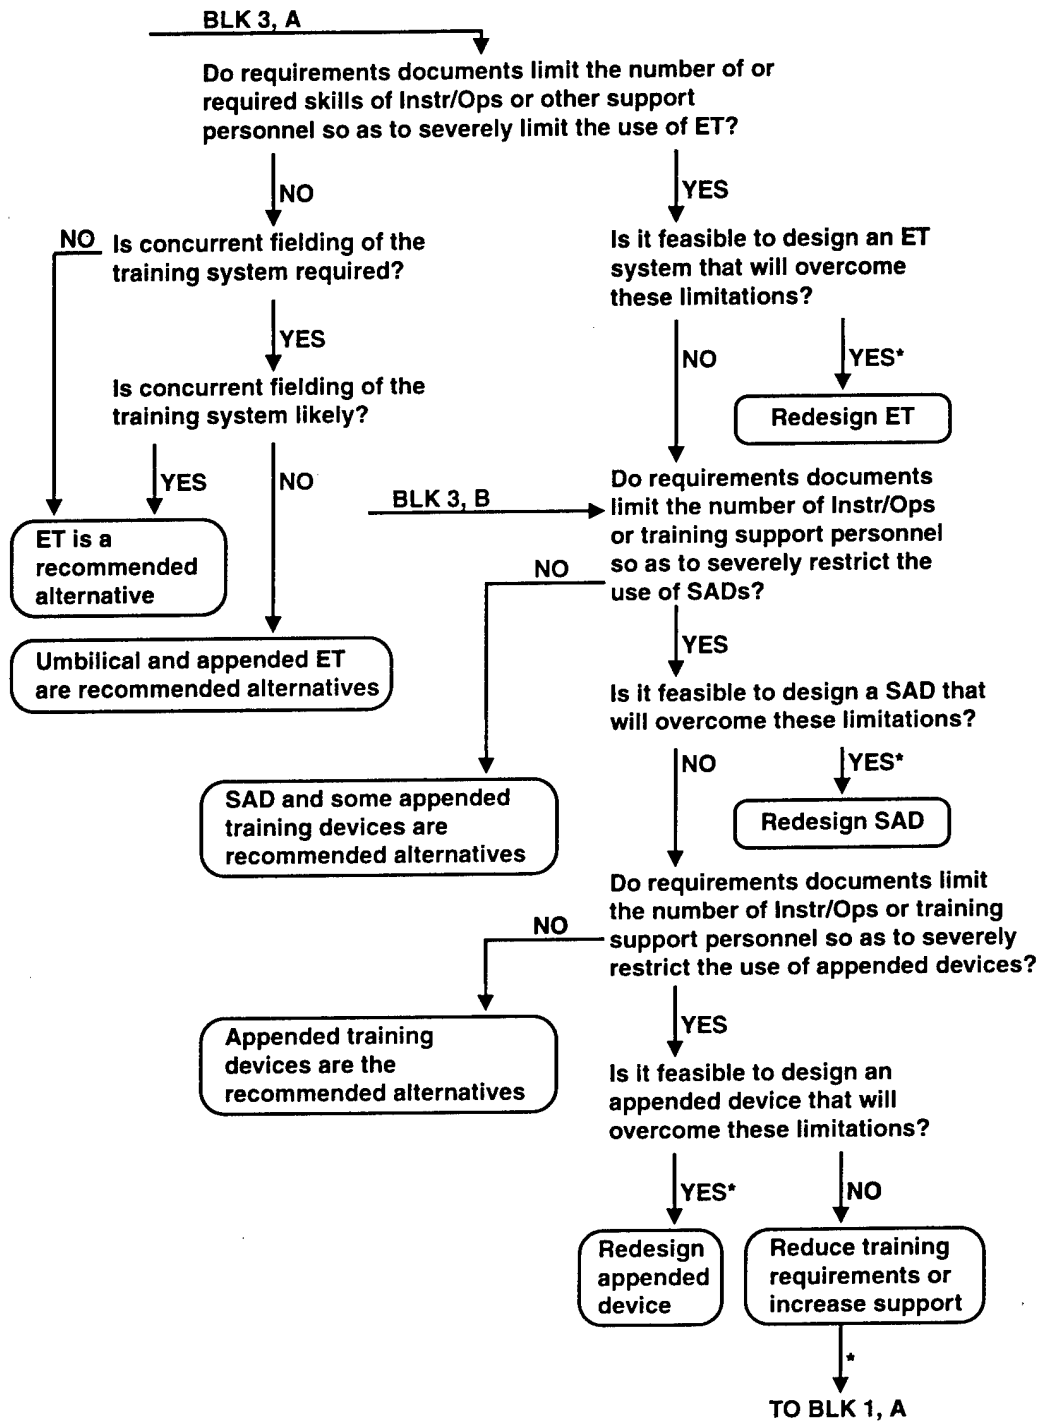 BLK 3, A
Do requirements documents limit the number of or
required skills of Instr/Ops or other support
personnel so as to severely limit the use of ET?
NO
YES
NO
Is concurrent fielding of the
training system required?
Is it feasible to design an ET
system that will overcome
these limitations?
YES
NO
YES*
Is concurrent fielding of the
training system likely?
Redesign ET
YES
NO
BLK 3, B
Do requirements documents
limit the number of Instr/Ops
or training support personnel
so as to severely restrict the
use of SADs?
ET is a
recommended
alternative
NO
YES
Umbilical and appended ET
are recommended alternatives
Is it feasible to design a SAD that
will overcome these limitations?
NO
YES*
SAD and some appended
training devices are
recommended alternatives
Redesign SAD
Do requirements documents limit
the number of Instr/Ops or training
support personnel so as to severely
restrict the use of appended devices?
NO
YES
Appended training
devices are the
recommended alternatives
Is it feasible to design an
appended device that will
overcome these limitations?
YES*
NO
Redesign
appended
device
Reduce training
requirements or
increase support
*
TO BLK 1, A